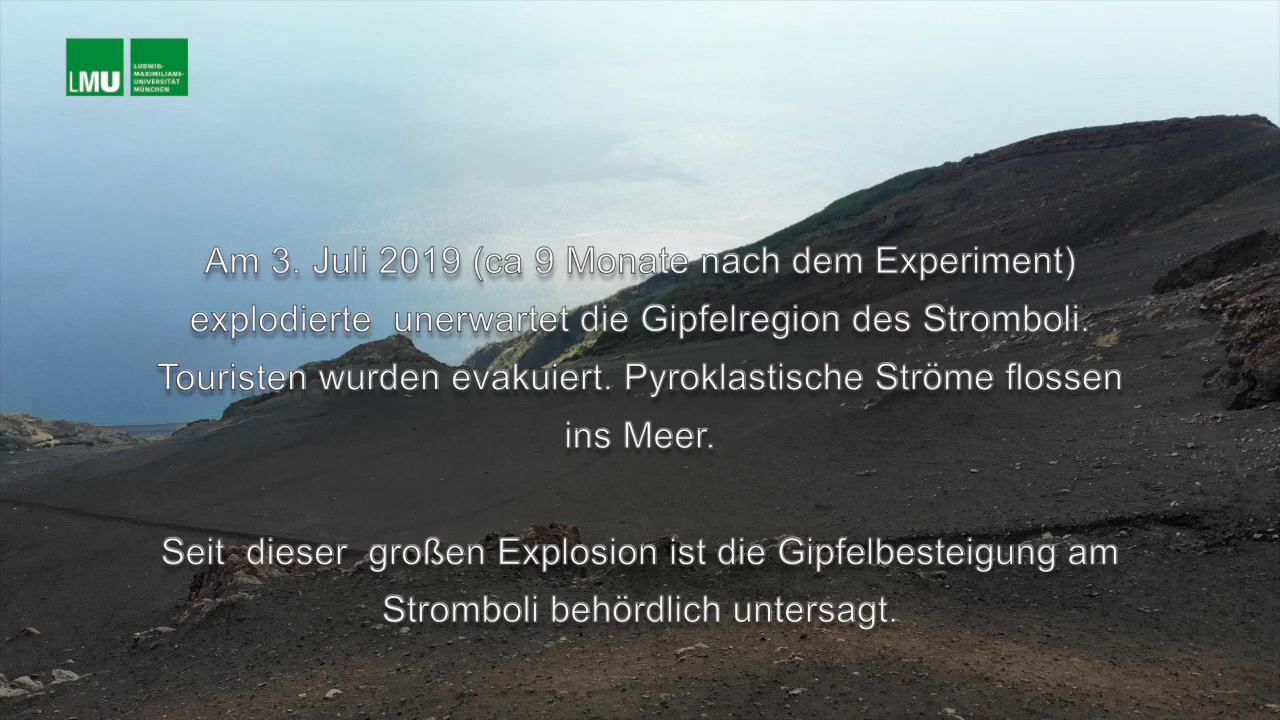 LMU
LUDWIG-
MAXIMILIANS-
UNIVERSITÄT
MÜNCHEN
Am 3. Juli 2019 (ca 9 Monate nach dem Experiment)
explodierte unerwartet die Gipfelregion des Stromboli.
Touristen wurden evakuiert. Pyroklastische Ströme flossen
ins Meer.
Seit dieser großen Explosion ist die Gipfelbesteigung am
Stromboli behördlich untersagt.